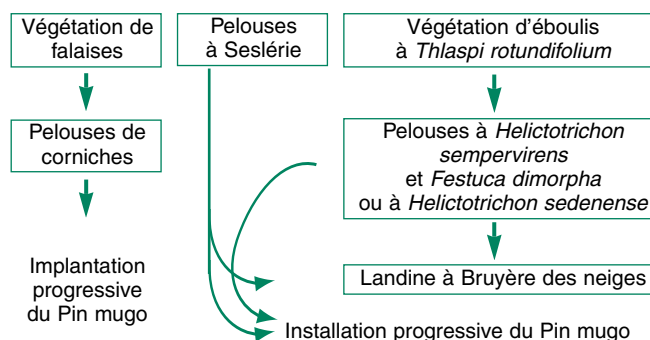 Végétation de
falaises
Pelouses
à Seslérie
Végétation d'éboulis
à Thlaspi rotundifolium
Pelouses de
corniches
Pelouses à Helictotrichon
sempervirens
et Festuca dimorpha
ou à Helictotrichon sedenense
Implantation
progressive
du Pin mugo
Landine à Bruyère des neiges
Installation progressive du Pin mugo